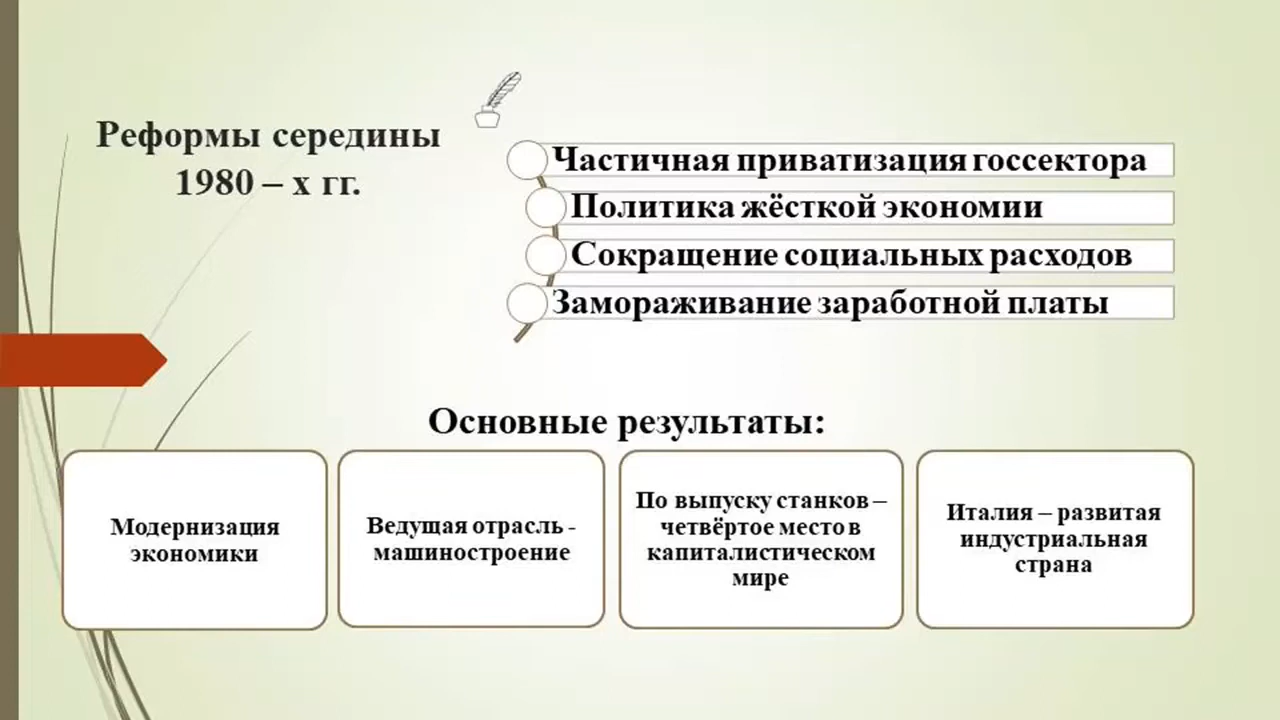 Реформы середины
1980 – х гг.
Частичная приватизация госсектора
Политика жёсткой экономии
Сокращение социальных расходов
Замораживание заработной платы
Основные результаты:
Модернизация
экономики
Ведущая отрасль -
машиностроение
По выпуску станков –
четвёртое место в
капиталистическом
мире
Италия – развитая
индустриальная
страна